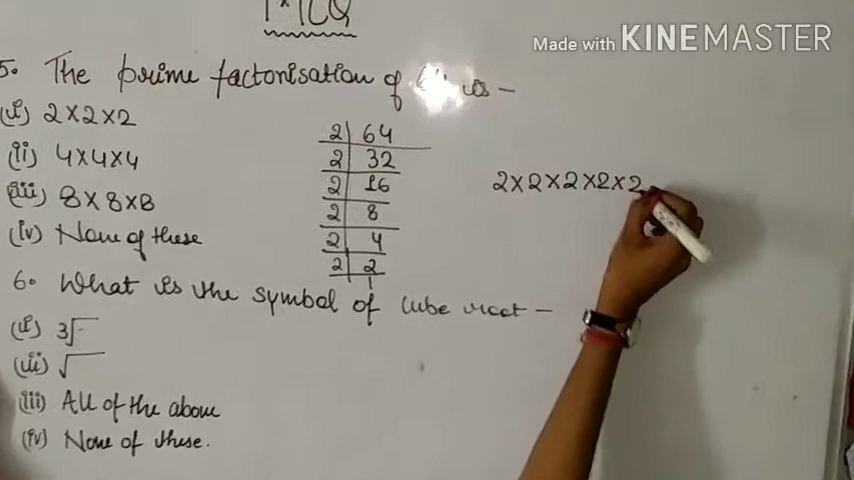 MCQ
Made with KINEMASTER
5. The prime factorisation of is -
(i) 2×2×2
(ii) 4×4×4
(iii) 8×8×8
(iv) None of these
2 | 64
2 | 32
2 | 16
2 | 8
2 | 4
2 | 2
1
2×2×2×2×2
6. What is the symbol of cube root -
(i) 3√
(ii) √
(iii) All of the above
(iv) None of these.